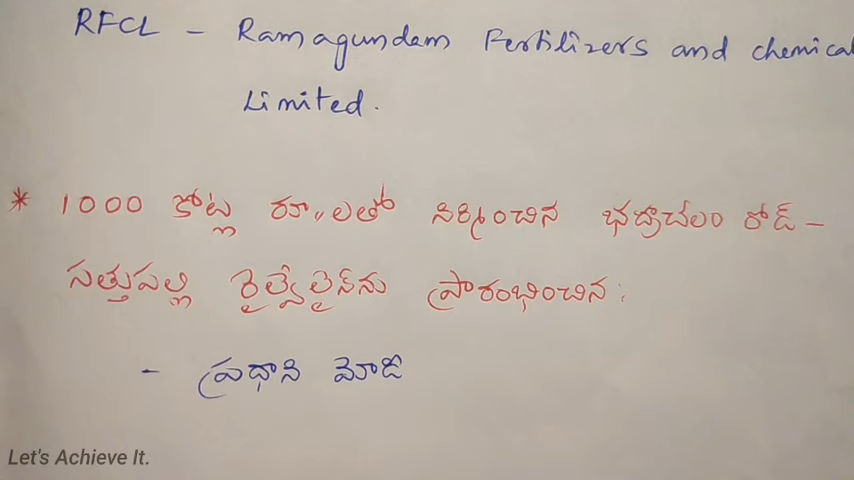 RFCL - Ramagundam Fertilizers and chemical
Limited.
* 1000 కోట్ల రూ,,లతో నిర్మించిన భద్రాచలం రోడ్ -
సత్తుపల్లి రైల్వేలైన్‌ను ప్రారంభించిన :
- ప్రధాని మోడీ
Let's Achieve It.